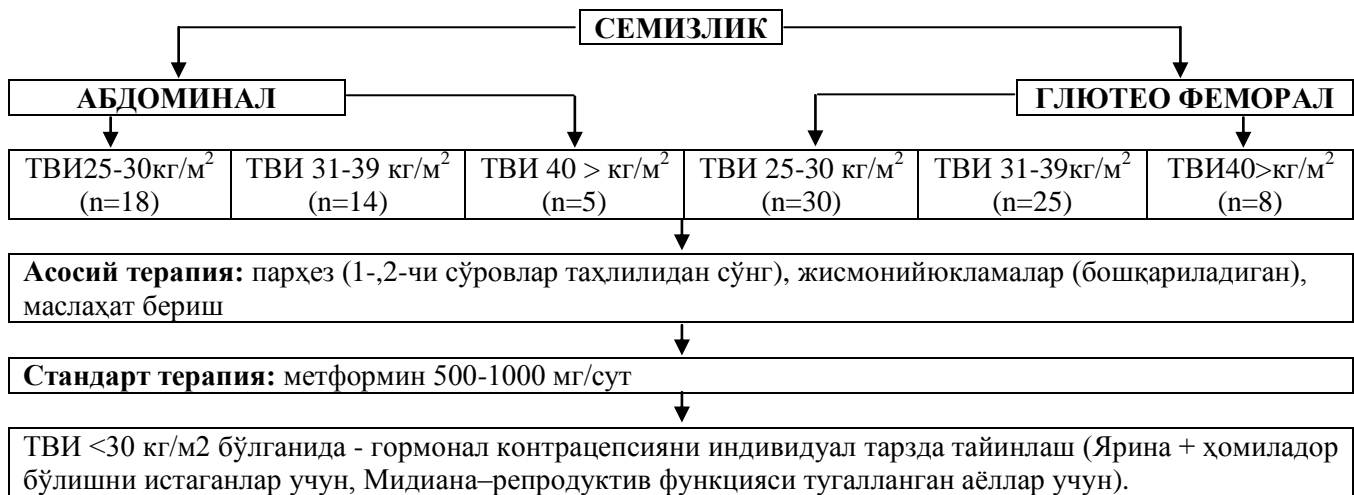 СЕМИЗЛИК
АБДОМИНАЛ
ГЛЮТЕО ФЕМОРАЛ
ТВИ25-30кг/м²
(n=18)
ТВИ 31-39 кг/м²
(n=14)
ТВИ 40 > кг/м²
(n=5)
ТВИ 25-30 кг/м²
(n=30)
ТВИ 31-39кг/м²
(n=25)
ТВИ40>кг/м²
(n=8)
Асосий терапия: парҳез (1-,2-чи сўровлар таҳлилидан сўнг), жисмонийюкламалар (бошқариладиган),
маслаҳат бериш
Стандарт терапия: метформин 500-1000 мг/сут
ТВИ <30 кг/м2 бўлганида - гормонал контрацепсияни индивидуал тарзда тайинлаш (Ярина + ҳомиладор
бўлишни истаганлар учун, Мидиана–репродуктив функцияси тугалланган аёллар учун).